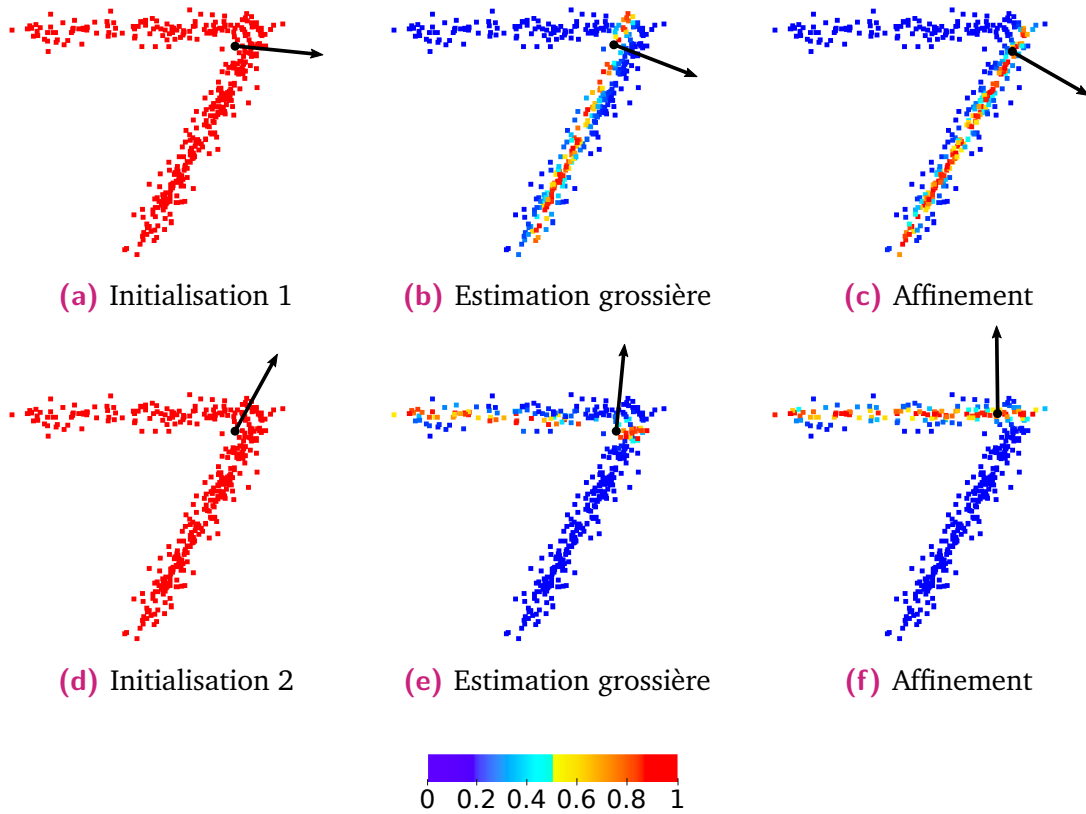 (a) Initialisation 1
(b) Estimation grossière
(c) Affinement
(d) Initialisation 2
(e) Estimation grossière
(f) Affinement
0 0.2 0.4 0.6 0.8 1